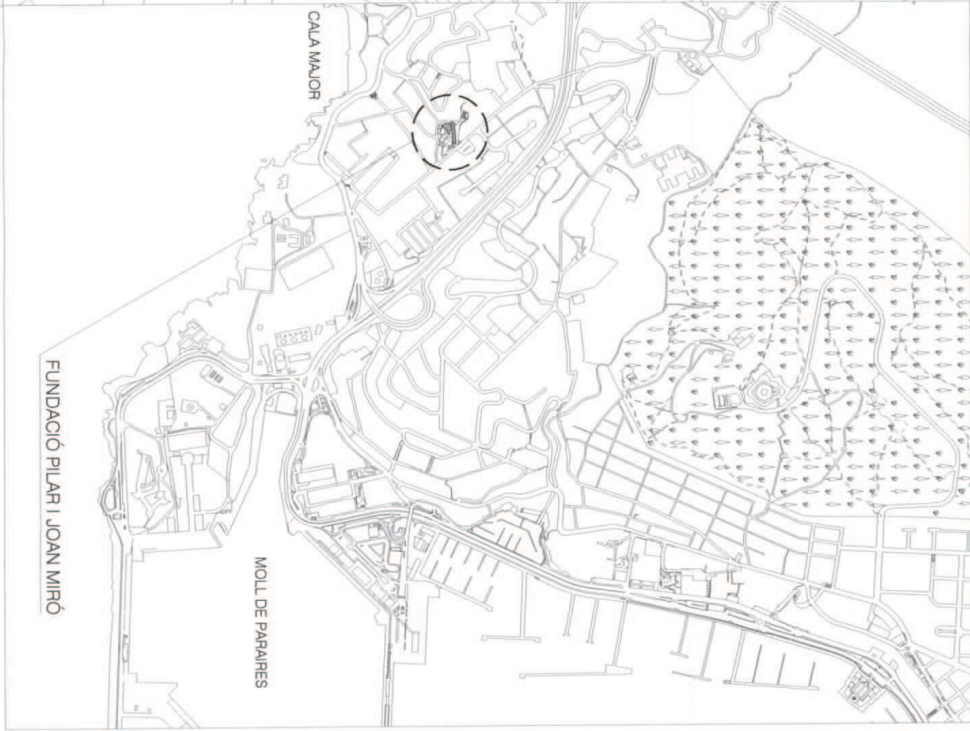 CALA MAJOR
MOLL DE PARAIRES
FUNDACIÓ PILAR I JOAN MIRÓ